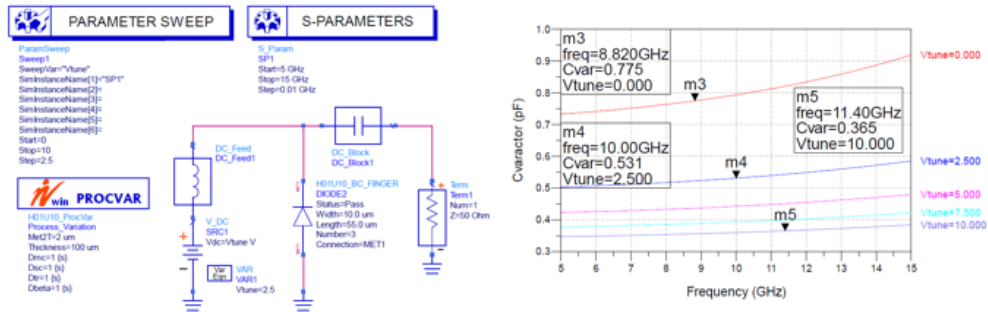 PARAMETER SWEEP
S-PARAMETERS
ParamSweep
Sweep1
SweepVar="Vtune"
SimInstanceName[1]="SP1"
SimInstanceName[2]=
SimInstanceName[3]=
SimInstanceName[4]=
SimInstanceName[5]=
SimInstanceName[6]=
Start=0
Stop=10
Step=2.5
S_Param
SP1
Start=5 GHz
Stop=15 GHz
Step=0.01 GHz
win PROCVAR
H01U10_ProcVar
Process_Variation
Met2T=2 um
Thickness=100 um
Dmc=1 {s}
Dsc=1 {s}
Dtr=1 {s}
Dbeta=1 {s}
DC_Feed
DC_Feed1
V_DC
SRC1
Vdc=Vtune V
Var
Eqn
VAR
VAR1
Vtune=2.5
DC_Block
DC_Block1
H01U10_BC_FINGER
DIODE2
Status=Pass
Width=10.0 um
Length=55.0 um
Number=3
Connection=MET1
Term
Term1
Num=1
Z=50 Ohm
m3
freq=8.820GHz
Cvar=0.775
Vtune=0.000
m4
freq=10.00GHz
Cvar=0.531
Vtune=2.500
m5
freq=11.40GHz
Cvar=0.365
Vtune=10.000
m3
m4
m5
Vtune=0.000
Vtune=2.500
Vtune=5.000
Vtune=7.500
Vtune=10.000
Cvaractor (pF)
1.0
0.9
0.8
0.7
0.6
0.5
0.4
0.3
5 6 7 8 9 10 11 12 13 14 15
Frequency (GHz)